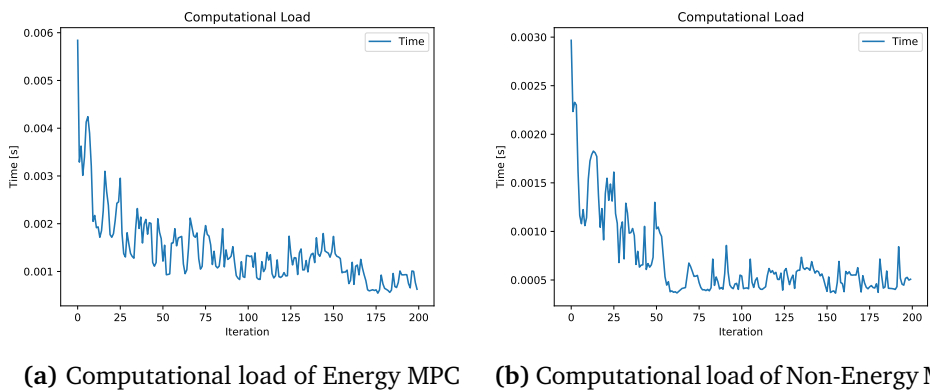 Computational Load
Time
0.006
0.005
0.004
0.003
0.002
0.001
Time [s]
0 25 50 75 100 125 150 175 200
Iteration
(a) Computational load of Energy MPC
Computational Load
Time
0.0030
0.0025
0.0020
0.0015
0.0010
0.0005
Time [s]
0 25 50 75 100 125 150 175 200
Iteration
(b) Computational load of Non-Energy